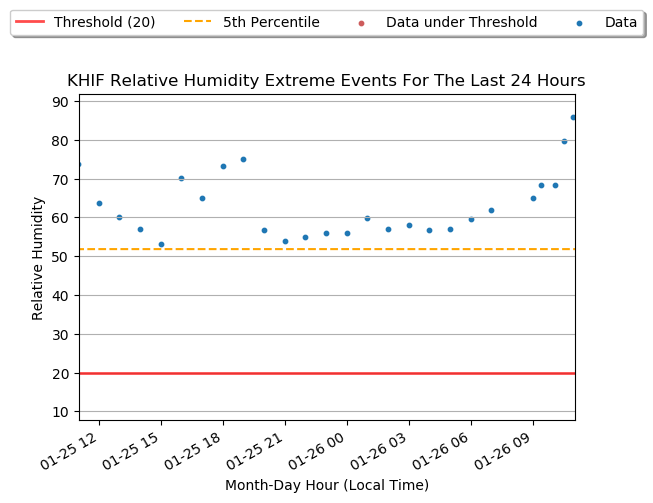 Threshold (20) 5th Percentile Data under Threshold Data
KHIF Relative Humidity Extreme Events For The Last 24 Hours
90
80
70
60
50
40
30
20
10
Relative Humidity
01-25 12 01-25 15 01-25 18 01-25 21 01-26 00 01-26 03 01-26 06 01-26 09
Month-Day Hour (Local Time)